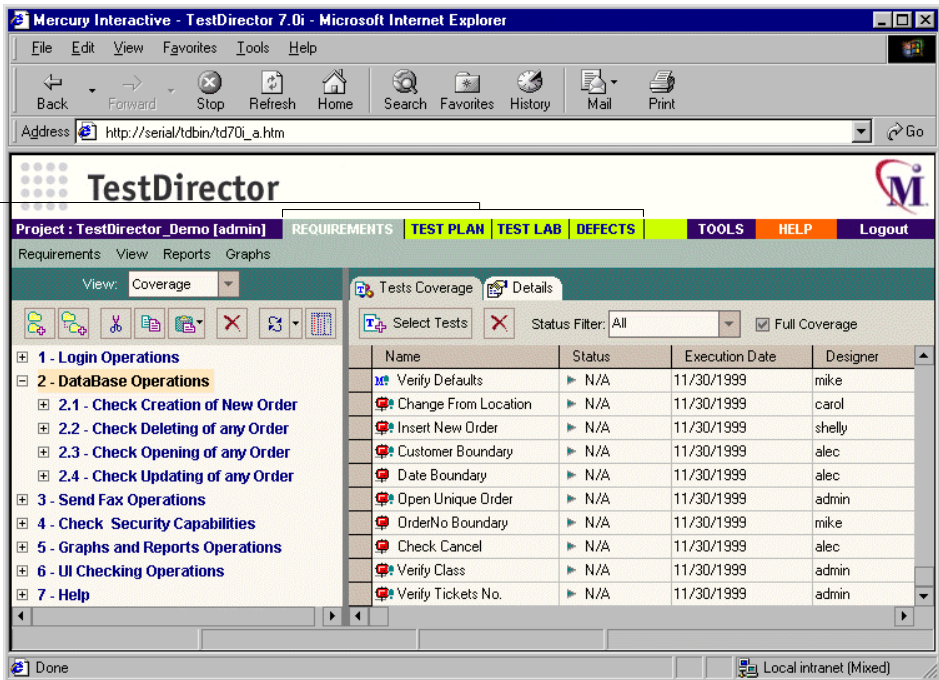 Mercury Interactive - TestDirector 7.0i - Microsoft Internet Explorer
File Edit View Favorites Tools Help
Back Forward Stop Refresh Home Search Favorites History Mail Print
Address http://serial/tdbin/td70i_a.htm Go
TestDirector M
Project : TestDirector_Demo [admin] REQUIREMENTS TEST PLAN TEST LAB DEFECTS TOOLS HELP Logout
Requirements View Reports Graphs
View: Coverage
Tests Coverage Details
Select Tests Status Filter: All Full Coverage
1 - Login Operations
2 - DataBase Operations
2.1 - Check Creation of New Order
2.2 - Check Deleting of any Order
2.3 - Check Opening of any Order
2.4 - Check Updating of any Order
3 - Send Fax Operations
4 - Check Security Capabilities
5 - Graphs and Reports Operations
6 - UI Checking Operations
7 - Help
Name Status Execution Date Designer
Verify Defaults N/A 11/30/1999 mike
Change From Location N/A 11/30/1999 carol
Insert New Order N/A 11/30/1999 shelly
Customer Boundary N/A 11/30/1999 alec
Date Boundary N/A 11/30/1999 alec
Open Unique Order N/A 11/30/1999 admin
OrderNo Boundary N/A 11/30/1999 mike
Check Cancel N/A 11/30/1999 alec
Verify Class N/A 11/30/1999 admin
Verify Tickets No. N/A 11/30/1999 admin
Done Local intranet (Mixed)